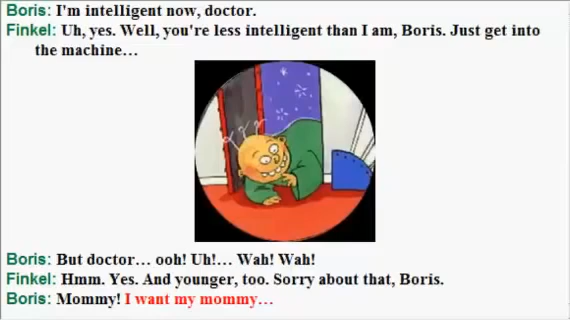 Boris: I'm intelligent now, doctor.
Finkel: Uh, yes. Well, you're less intelligent than I am, Boris. Just get into
the machine…
Boris: But doctor… ooh! Uh!… Wah! Wah!
Finkel: Hmm. Yes. And younger, too. Sorry about that, Boris.
Boris: Mommy! I want my mommy…